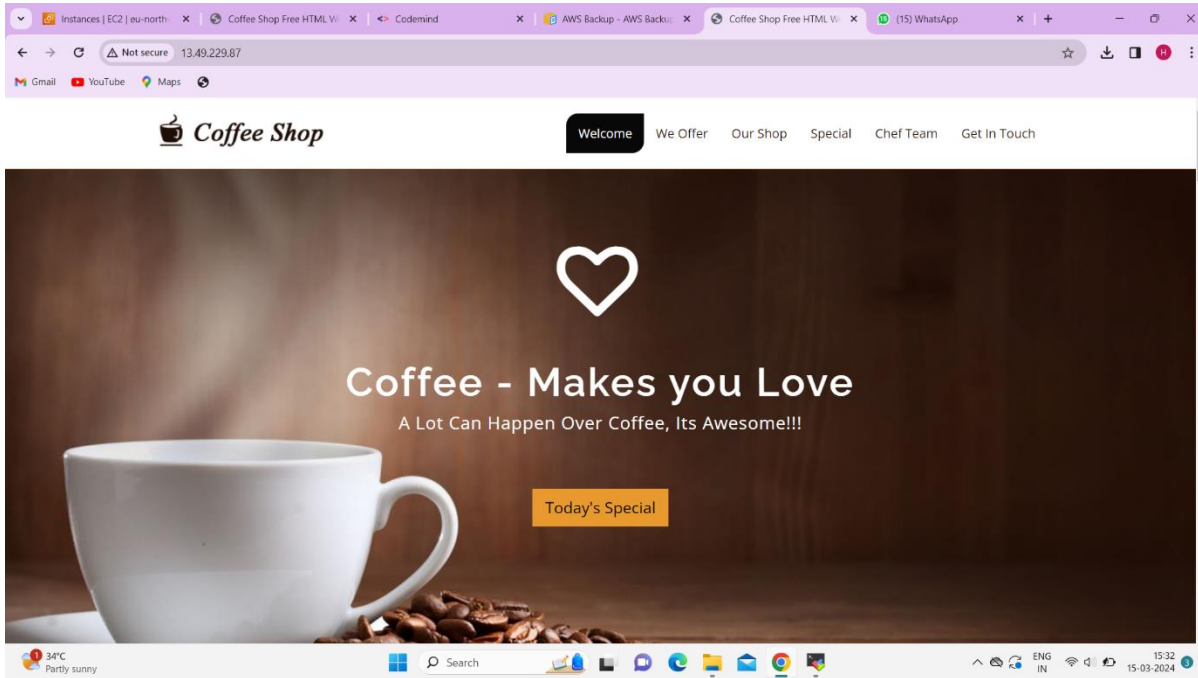 Instances | EC2 | eu-north-
Coffee Shop Free HTML W
<> Codemind
AWS Backup - AWS Backup
Coffee Shop Free HTML W
(15) WhatsApp
Not secure 13.49.229.87
H
Gmail YouTube Maps
Coffee Shop
Welcome We Offer Our Shop Special Chef Team Get In Touch
Coffee - Makes you Love
A Lot Can Happen Over Coffee, Its Awesome!!!
Today's Special
1 34°C
Partly sunny
Search
ENG
IN
15:32
15-03-2024
3